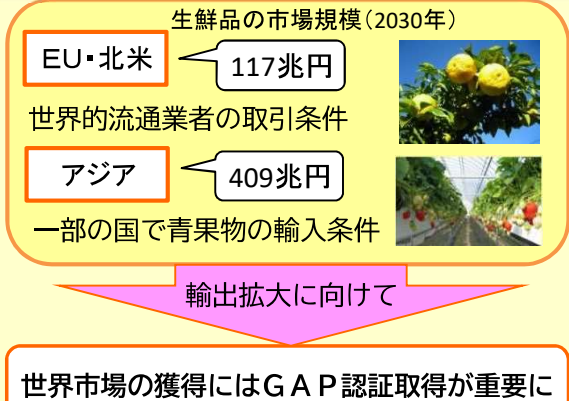 生鮮品の市場規模（2030年）
EU・北米
117兆円
世界的流通業者の取引条件
アジア
409兆円
一部の国で青果物の輸入条件
輸出拡大に向けて
世界市場の獲得にはＧＡＰ認証取得が重要に